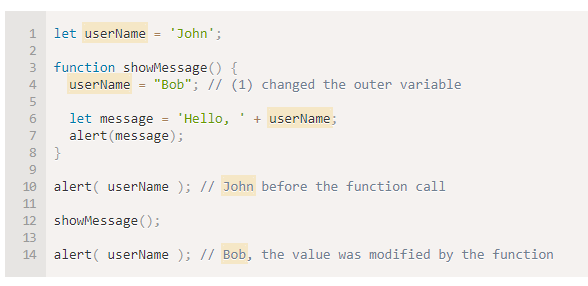 1 let userName = 'John';
2
3 function showMessage() {
4 userName = "Bob"; // (1) changed the outer variable
5
6 let message = 'Hello, ' + userName;
7 alert(message);
8 }
9
10 alert( userName ); // John before the function call
11
12 showMessage();
13
14 alert( userName ); // Bob, the value was modified by the function